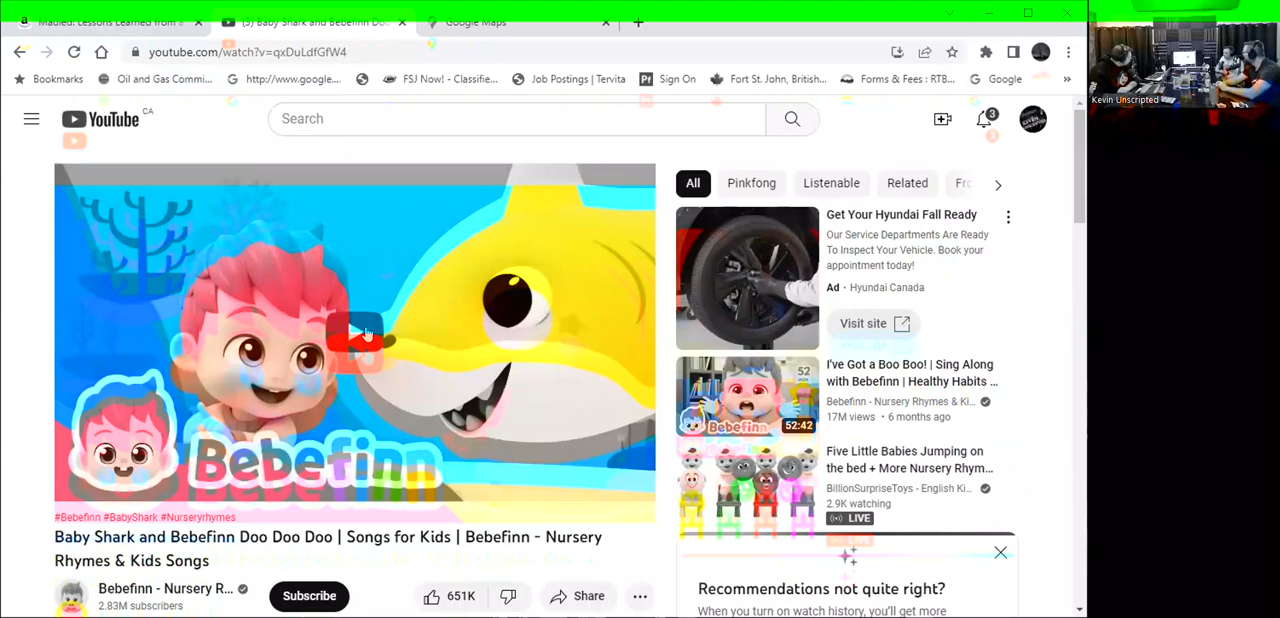 Mauled: Lessons Learned from a
(3) Baby Shark and Bebefinn Doo
Google Maps
youtube.com/watch?v=qxDuLdfGfW4
Bookmarks
Oil and Gas Commi...
http://www.google....
FSJ Now! - Classifie...
Job Postings | Tervita
Sign On
Fort St. John, British...
Forms & Fees : RTB...
Google
Kevin Unscripted
YouTube CA
Search
3
All
Pinkfong
Listenable
Related
Fro
Get Your Hyundai Fall Ready
Our Service Departments Are Ready
To Inspect Your Vehicle. Book your
appointment today!
Ad · Hyundai Canada
Visit site
Bebefinn
I've Got a Boo Boo! | Sing Along
with Bebefinn | Healthy Habits ...
Bebefinn - Nursery Rhymes & Ki...
17M views • 6 months ago
52
Bebefinn
52:42
Five Little Babies Jumping on
the bed + More Nursery Rhym...
BillionSurpriseToys - English Ki...
2.9K watching
LIVE
#Bebefinn #BabyShark #Nurseryrhymes
Baby Shark and Bebefinn Doo Doo Doo | Songs for Kids | Bebefinn - Nursery
Rhymes & Kids Songs
Bebefinn - Nursery R...
2.83M subscribers
Subscribe
651K
Share
Recommendations not quite right?
When you turn on watch history, you'll get more